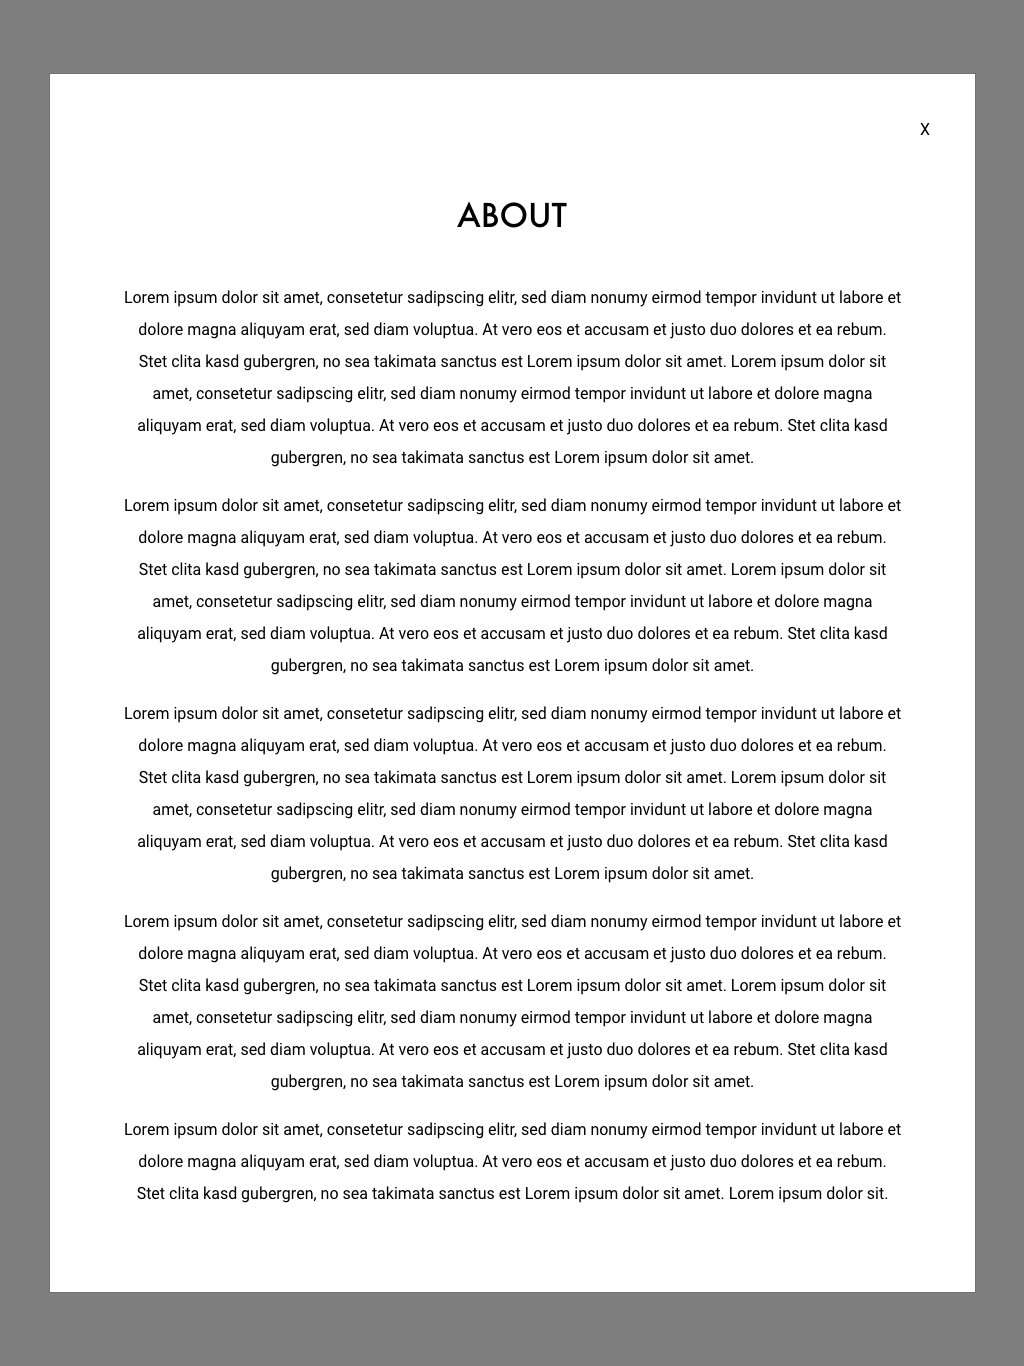 X
ABOUT
Lorem ipsum dolor sit amet, consetetur sadipscing elitr, sed diam nonumy eirmod tempor invidunt ut labore et
dolore magna aliquyam erat, sed diam voluptua. At vero eos et accusam et justo duo dolores et ea rebum.
Stet clita kasd gubergren, no sea takimata sanctus est Lorem ipsum dolor sit amet. Lorem ipsum dolor sit
amet, consetetur sadipscing elitr, sed diam nonumy eirmod tempor invidunt ut labore et dolore magna
aliquyam erat, sed diam voluptua. At vero eos et accusam et justo duo dolores et ea rebum. Stet clita kasd
gubergren, no sea takimata sanctus est Lorem ipsum dolor sit amet.
Lorem ipsum dolor sit amet, consetetur sadipscing elitr, sed diam nonumy eirmod tempor invidunt ut labore et
dolore magna aliquyam erat, sed diam voluptua. At vero eos et accusam et justo duo dolores et ea rebum.
Stet clita kasd gubergren, no sea takimata sanctus est Lorem ipsum dolor sit amet. Lorem ipsum dolor sit
amet, consetetur sadipscing elitr, sed diam nonumy eirmod tempor invidunt ut labore et dolore magna
aliquyam erat, sed diam voluptua. At vero eos et accusam et justo duo dolores et ea rebum. Stet clita kasd
gubergren, no sea takimata sanctus est Lorem ipsum dolor sit amet.
Lorem ipsum dolor sit amet, consetetur sadipscing elitr, sed diam nonumy eirmod tempor invidunt ut labore et
dolore magna aliquyam erat, sed diam voluptua. At vero eos et accusam et justo duo dolores et ea rebum.
Stet clita kasd gubergren, no sea takimata sanctus est Lorem ipsum dolor sit amet. Lorem ipsum dolor sit
amet, consetetur sadipscing elitr, sed diam nonumy eirmod tempor invidunt ut labore et dolore magna
aliquyam erat, sed diam voluptua. At vero eos et accusam et justo duo dolores et ea rebum. Stet clita kasd
gubergren, no sea takimata sanctus est Lorem ipsum dolor sit amet.
Lorem ipsum dolor sit amet, consetetur sadipscing elitr, sed diam nonumy eirmod tempor invidunt ut labore et
dolore magna aliquyam erat, sed diam voluptua. At vero eos et accusam et justo duo dolores et ea rebum.
Stet clita kasd gubergren, no sea takimata sanctus est Lorem ipsum dolor sit amet. Lorem ipsum dolor sit
amet, consetetur sadipscing elitr, sed diam nonumy eirmod tempor invidunt ut labore et dolore magna
aliquyam erat, sed diam voluptua. At vero eos et accusam et justo duo dolores et ea rebum. Stet clita kasd
gubergren, no sea takimata sanctus est Lorem ipsum dolor sit amet.
Lorem ipsum dolor sit amet, consetetur sadipscing elitr, sed diam nonumy eirmod tempor invidunt ut labore et
dolore magna aliquyam erat, sed diam voluptua. At vero eos et accusam et justo duo dolores et ea rebum.
Stet clita kasd gubergren, no sea takimata sanctus est Lorem ipsum dolor sit amet. Lorem ipsum dolor sit.